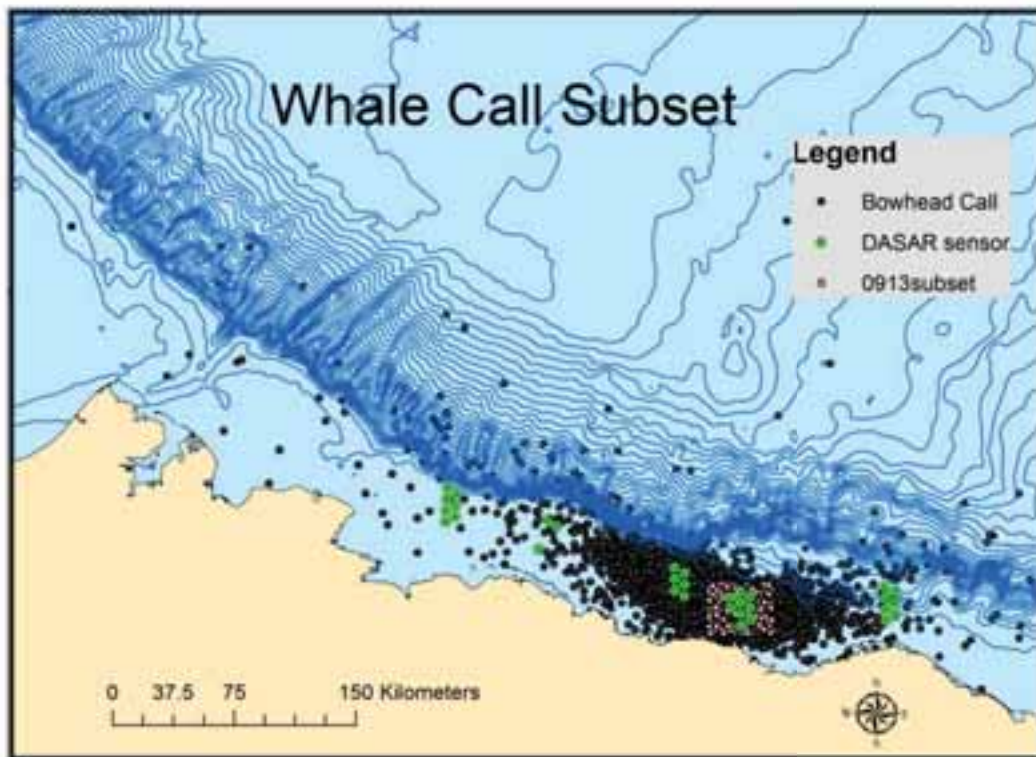 Whale Call Subset
Legend
Bowhead Call
DASAR sensor
0913subset
0 37.5 75 150 Kilometers